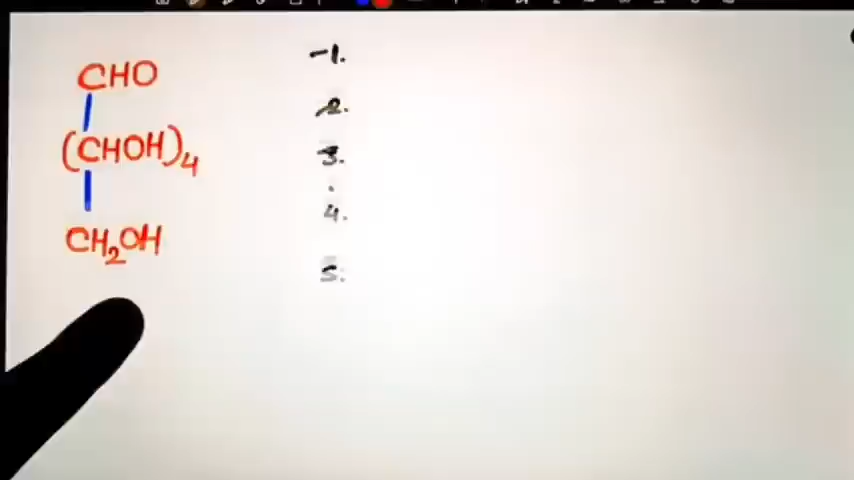 CHO
(CHOH)4
CH2OH
-1.
2.
3.
4.
5.